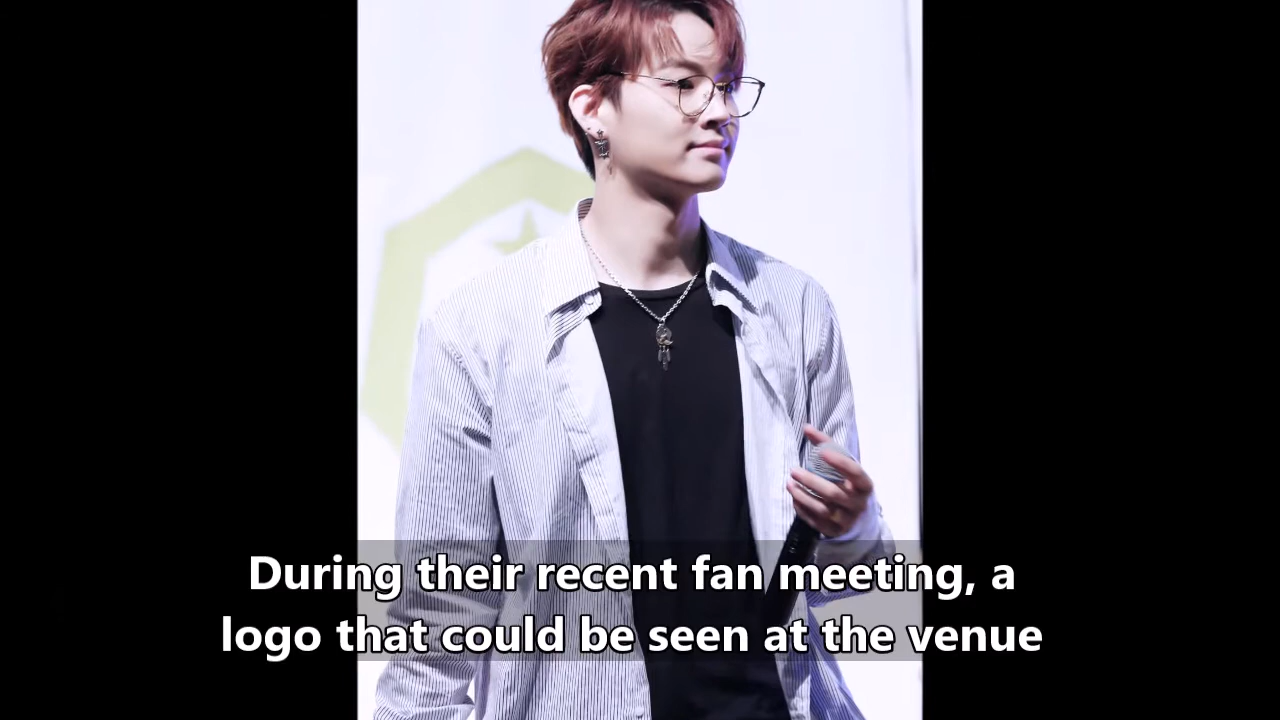 During their recent fan meeting, a
logo that could be seen at the venue